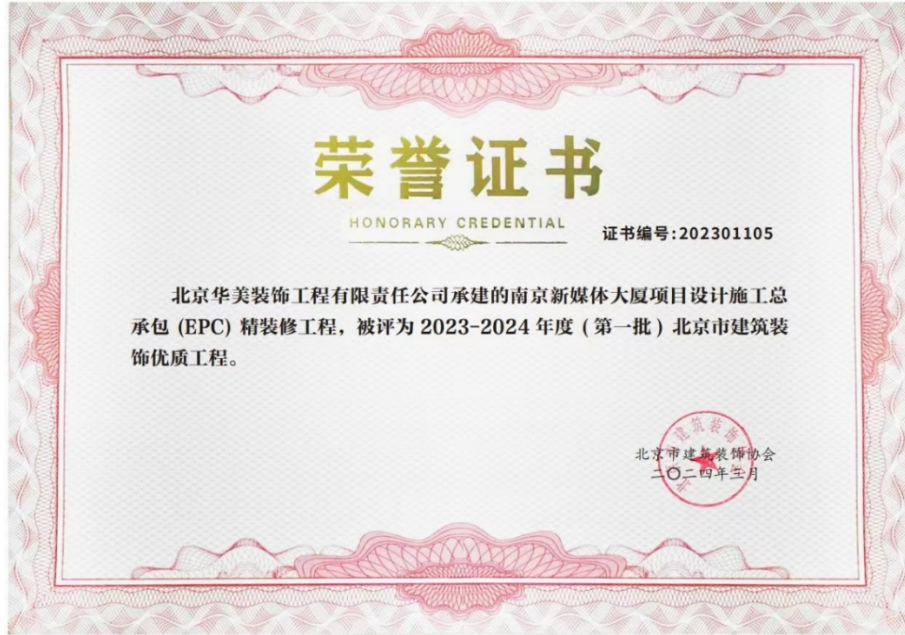 荣誉证书
HONORARY CREDENTIAL
证书编号:202301105
北京华美装饰工程有限责任公司承建的南京新媒体大厦项目设计施工总
承包 (EPC) 精装修工程，被评为 2023-2024 年度（第一批）北京市建筑装
饰优质工程。
北京市建筑装饰协会
二〇二四年三月